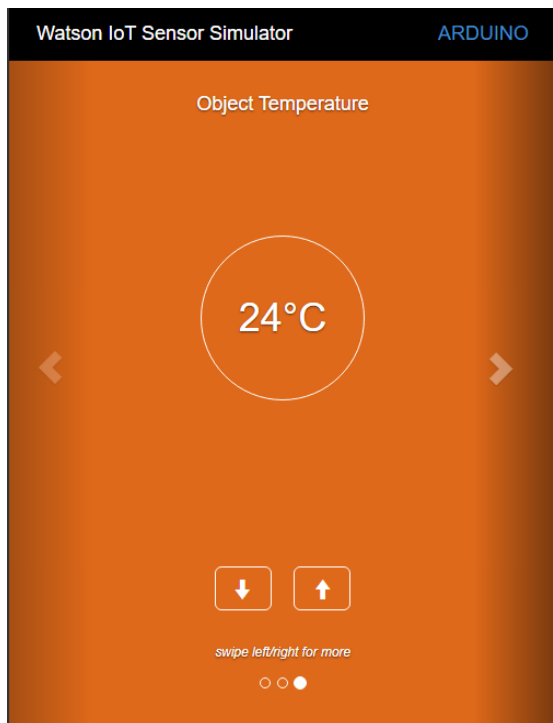 Watson IoT Sensor Simulator ARDUINO
Object Temperature
24°C
swipe left/right for more